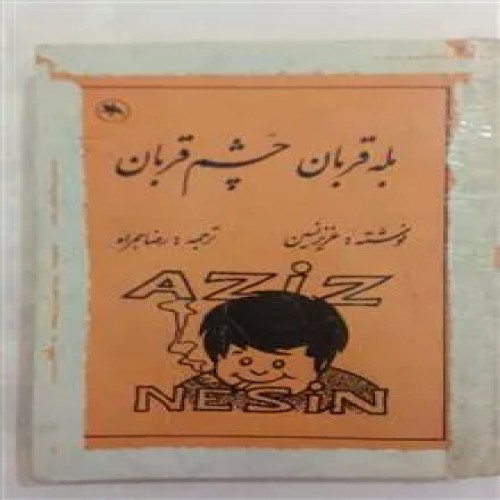 بله قربان چشم قربان
نوشته : عزیز نسین ترجمه : رضا همراه
AZiZ
NESiN